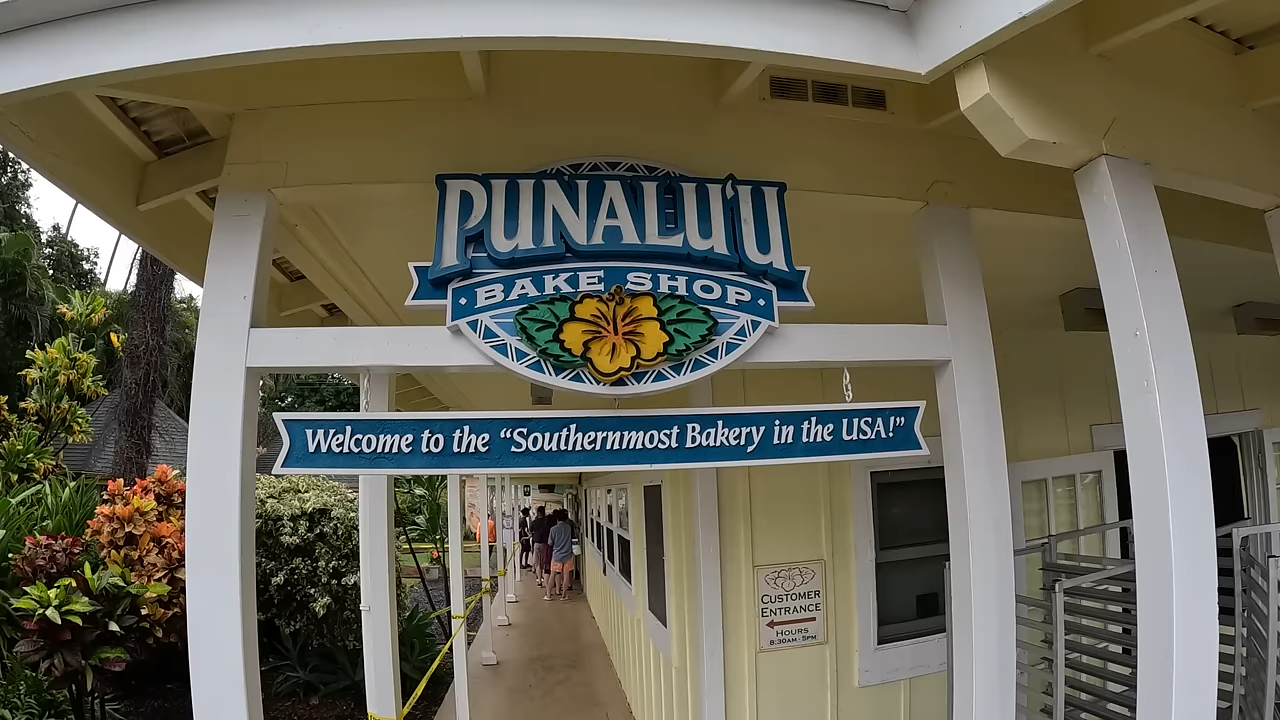 PUNALU'U
BAKE SHOP
Welcome to the "Southernmost Bakery in the USA!"
CUSTOMER
ENTRANCE
HOURS
8:30AM - 5PM